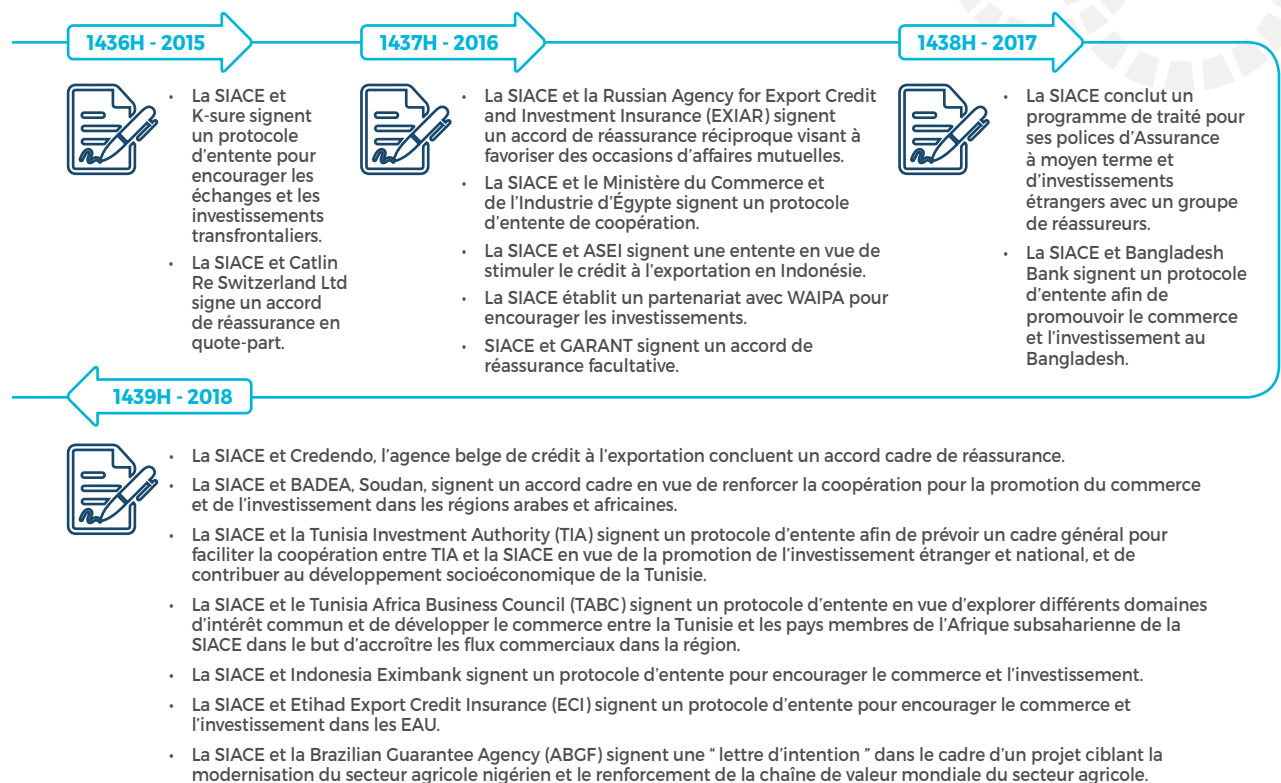 1436H - 2015
• La SIACE et
K-sure signent
un protocole
d'entente pour
encourager les
échanges et les
investissements
transfrontaliers.
• La SIACE et Catlin
Re Switzerland Ltd
signe un accord
de réassurance en
quote-part.
1437H - 2016
• La SIACE et la Russian Agency for Export Credit
and Investment Insurance (EXIAR) signent
un accord de réassurance réciproque visant à
favoriser des occasions d'affaires mutuelles.
• La SIACE et le Ministère du Commerce et
de l'Industrie d'Égypte signent un protocole
d'entente de coopération.
• La SIACE et ASEI signent une entente en vue de
stimuler le crédit à l'exportation en Indonésie.
• La SIACE établit un partenariat avec WAIPA pour
encourager les investissements.
• SIACE et GARANT signent un accord de
réassurance facultative.
1438H - 2017
• La SIACE conclut un
programme de traité pour
ses polices d'Assurance
à moyen terme et
d'investissements
étrangers avec un groupe
de réassureurs.
• La SIACE et Bangladesh
Bank signent un protocole
d'entente afin de
promouvoir le commerce
et l'investissement au
Bangladesh.
1439H - 2018
• La SIACE et Credendo, l'agence belge de crédit à l'exportation concluent un accord cadre de réassurance.
• La SIACE et BADEA, Soudan, signent un accord cadre en vue de renforcer la coopération pour la promotion du commerce
et de l'investissement dans les régions arabes et africaines.
• La SIACE et la Tunisia Investment Authority (TIA) signent un protocole d'entente afin de prévoir un cadre général pour
faciliter la coopération entre TIA et la SIACE en vue de la promotion de l'investissement étranger et national, et de
contribuer au développement socioéconomique de la Tunisie.
• La SIACE et le Tunisia Africa Business Council (TABC) signent un protocole d'entente en vue d'explorer différents domaines
d'intérêt commun et de développer le commerce entre la Tunisie et les pays membres de l'Afrique subsaharienne de la
SIACE dans le but d'accroître les flux commerciaux dans la région.
• La SIACE et Indonesia Eximbank signent un protocole d'entente pour encourager le commerce et l'investissement.
• La SIACE et Etihad Export Credit Insurance (ECI) signent un protocole d'entente pour encourager le commerce et
l'investissement dans les EAU.
• La SIACE et la Brazilian Guarantee Agency (ABGF) signent une “ lettre d'intention ” dans le cadre d'un projet ciblant la
modernisation du secteur agricole nigérien et le renforcement de la chaîne de valeur mondiale du secteur agricole.